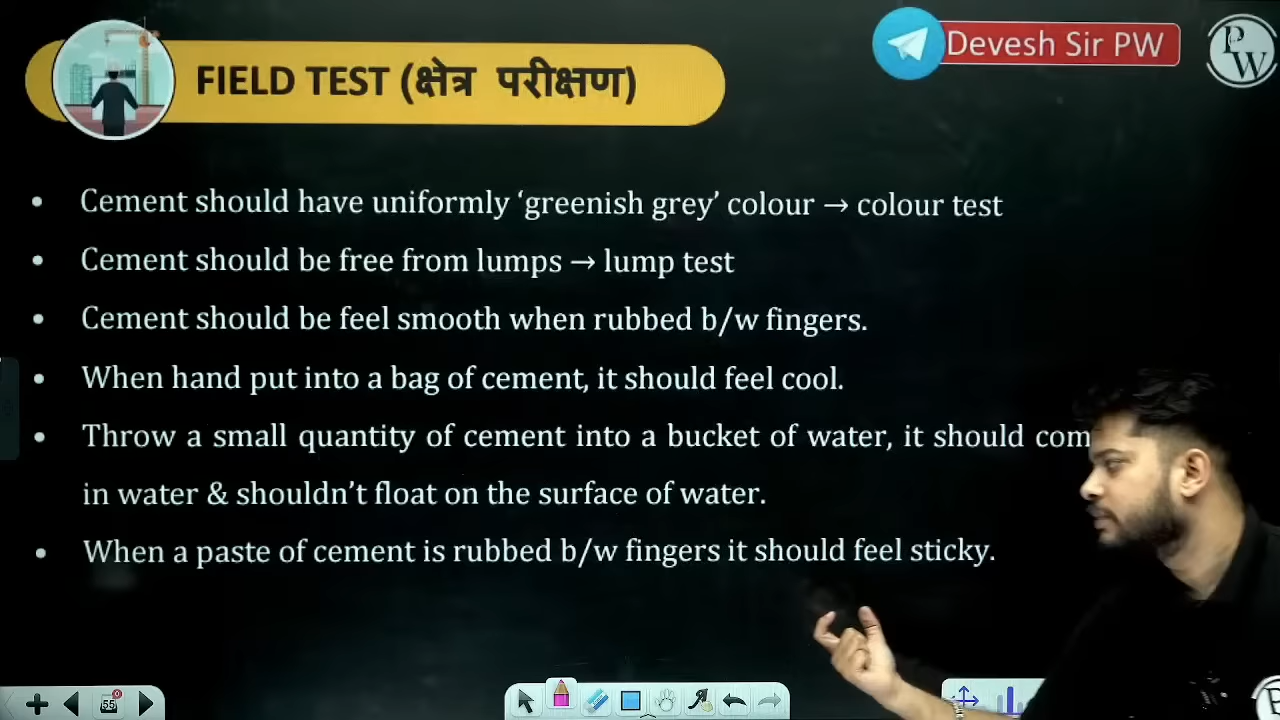 FIELD TEST (क्षेत्र परीक्षण)
Devesh Sir PW
PW
• Cement should have uniformly ‘greenish grey’ colour → colour test
• Cement should be free from lumps → lump test
• Cement should be feel smooth when rubbed b/w fingers.
• When hand put into a bag of cement, it should feel cool.
• Throw a small quantity of cement into a bucket of water, it should com
in water & shouldn’t float on the surface of water.
• When a paste of cement is rubbed b/w fingers it should feel sticky.
55